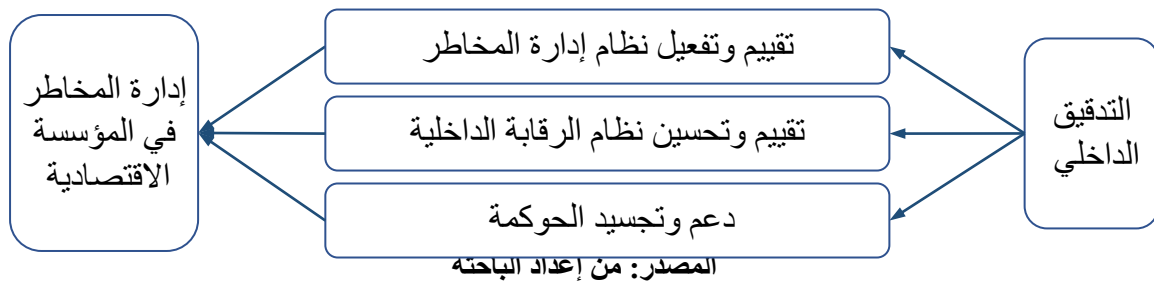 التدقيق
الداخلي
تقييم وتفعيل نظام إدارة المخاطر
تقييم وتحسين نظام الرقابة الداخلية
دعم وتجسيد الحوكمة
إدارة المخاطر
في المؤسسة
الاقتصادية
المصدر: من إعداد الباحثة